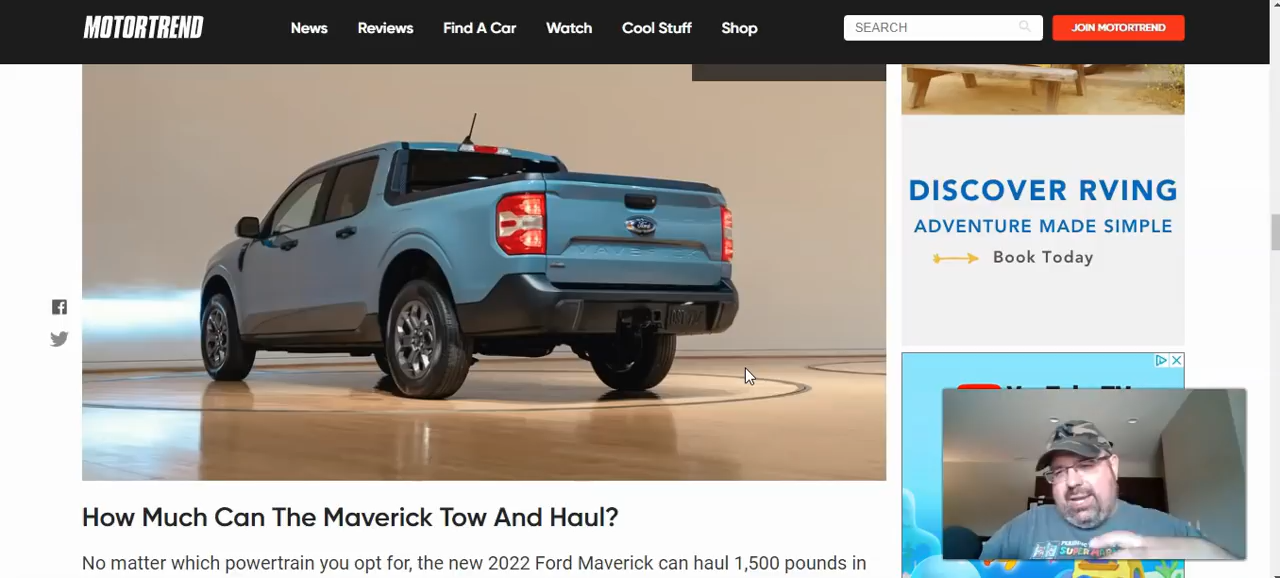 MOTORTREND
News
Reviews
Find A Car
Watch
Cool Stuff
Shop
SEARCH
JOIN MOTORTREND
Ford
MAVERICK
DISCOVER RVING
ADVENTURE MADE SIMPLE
Book Today
How Much Can The Maverick Tow And Haul?
No matter which powertrain you opt for, the new 2022 Ford Maverick can haul 1,500 pounds in